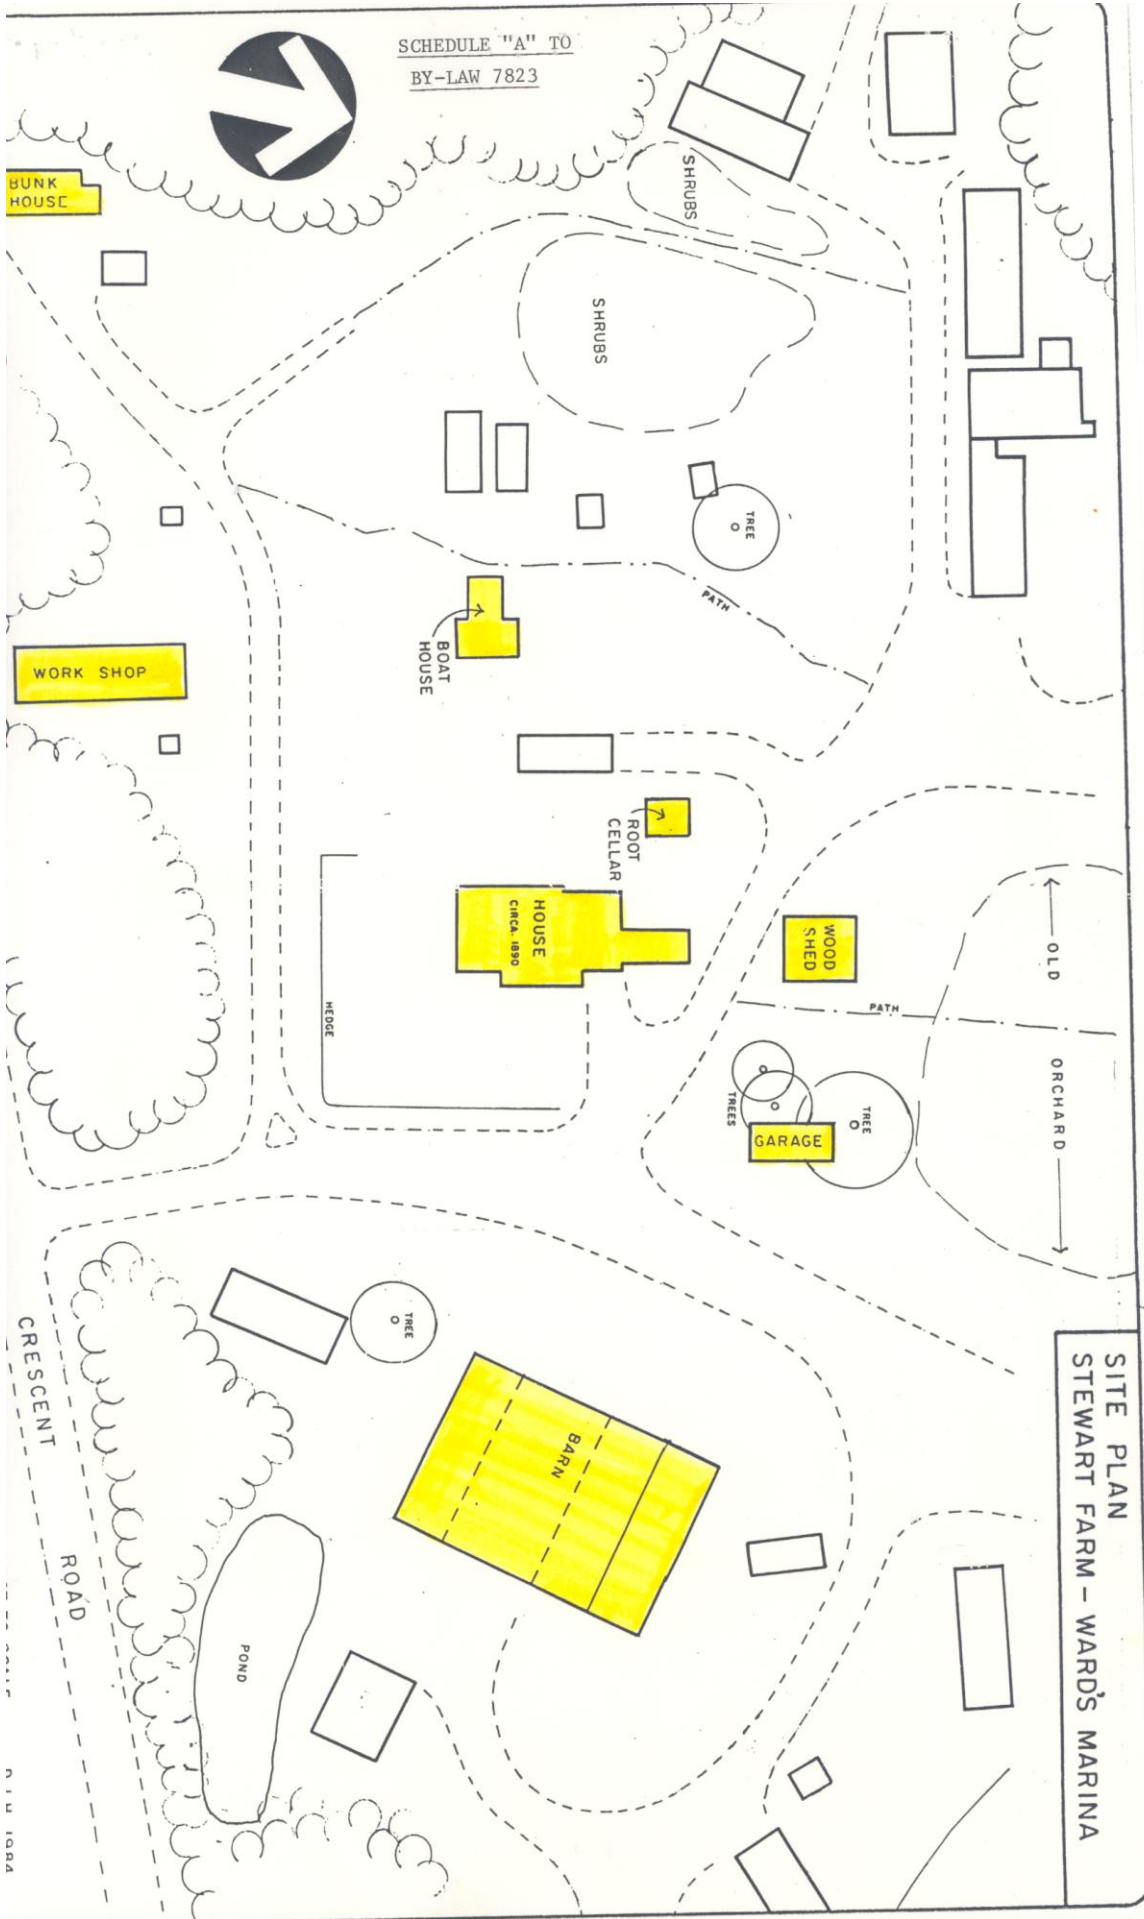 SCHEDULE "A" TO
BY-LAW 7823
BUNK
HOUSE
SHRUBS
SHRUBS
TREE
PATH
BOAT
HOUSE
WORK SHOP
ROOT
CELLAR
HOUSE
CIRCA. 1890
WOOD
SHED
OLD
ORCHARD
PATH
HEDGE
TREES
TREE
GARAGE
TREE
BARN
POND
CRESCENT
ROAD
SITE PLAN
STEWART FARM - WARD'S MARINA